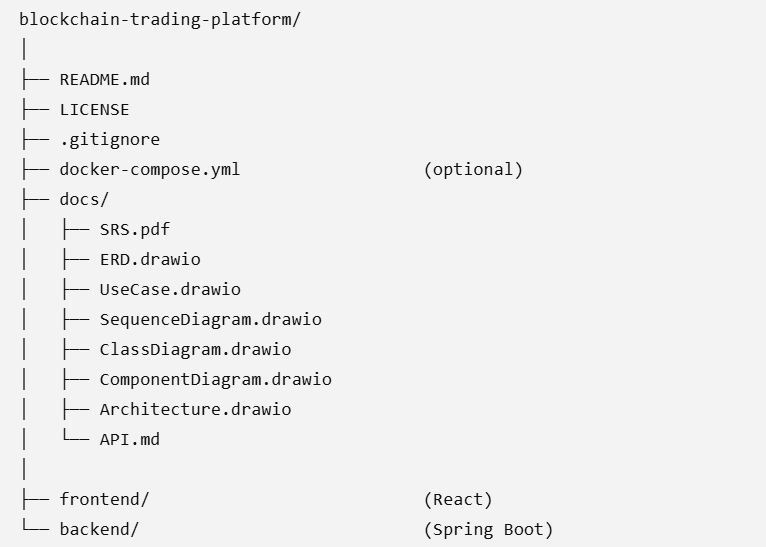 blockchain-trading-platform/
│
├── README.md
├── LICENSE
├── .gitignore
├── docker-compose.yml                  (optional)
├── docs/
│   ├── SRS.pdf
│   ├── ERD.drawio
│   ├── UseCase.drawio
│   ├── SequenceDiagram.drawio
│   ├── ClassDiagram.drawio
│   ├── ComponentDiagram.drawio
│   ├── Architecture.drawio
│   └── API.md
│
├── frontend/                           (React)
└── backend/                            (Spring Boot)